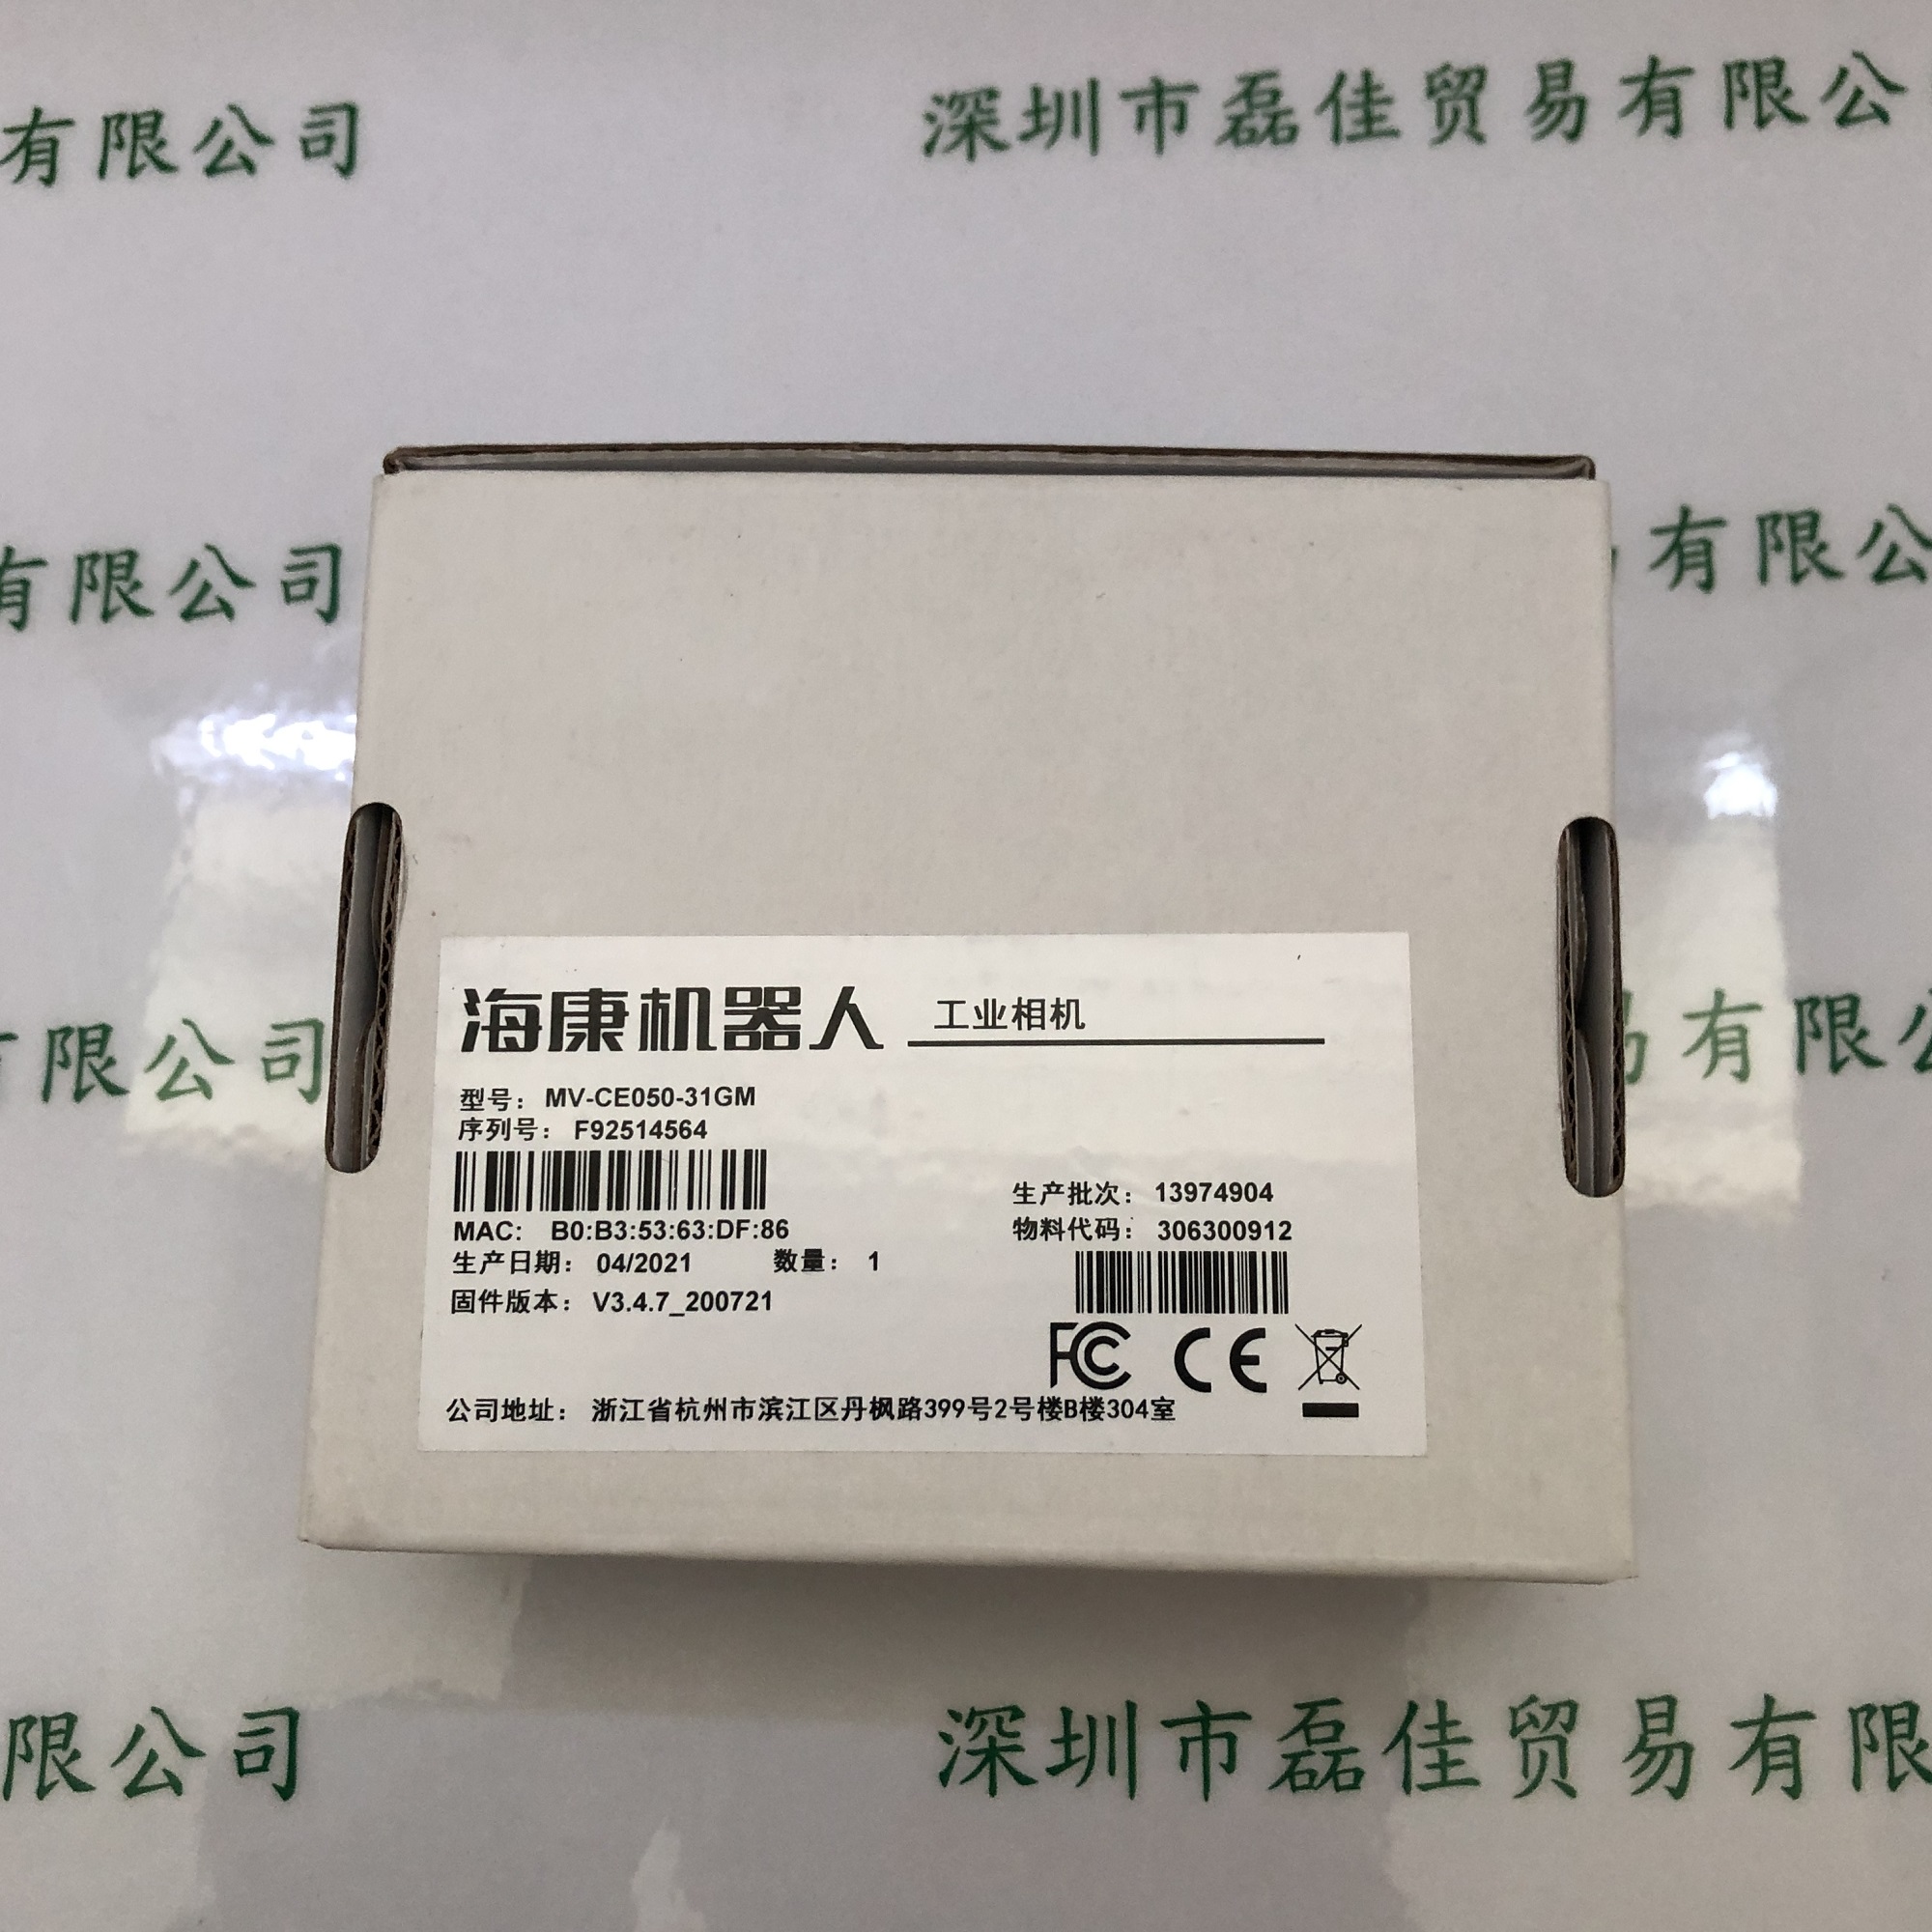 有限公司
深圳市磊佳贸易有限公
有限公司
有限公
海康机器人 工业相机
型号： MV-CE050-31GM
序列号： F92514564
生产批次： 13974904
MAC: B0:B3:53:63:DF:86
物料代码： 306300912
生产日期： 04/2021 数量： 1
固件版本： V3.4.7_200721
FC CE
公司地址： 浙江省杭州市滨江区丹枫路399号2号楼B楼304室
限公司
易有限公
限公司
深圳市磊佳贸易有限